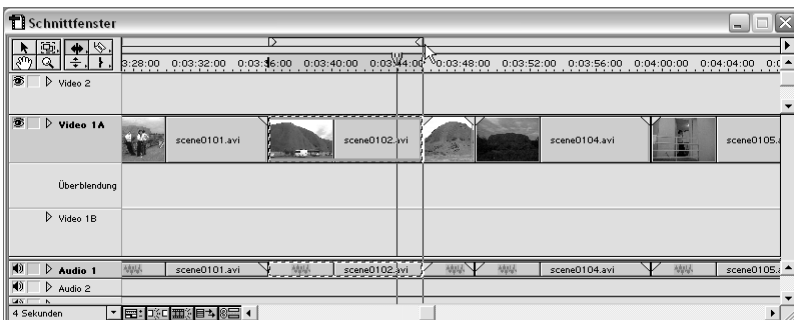 Schnittfenster
3:28:00 0:03:32:00 0:03:36:00 0:03:40:00 0:03:44:00 0:03:48:00 0:03:52:00 0:03:56:00 0:04:00:00 0:04:04:00
Video 2
Video 1A
scene0101.avi scene0102.avi scene0104.avi scene0105.
Überblendung
Video 1B
Audio 1 scene0101.avi scene0102.avi scene0104.avi scene0105.
Audio 2
4 Sekunden